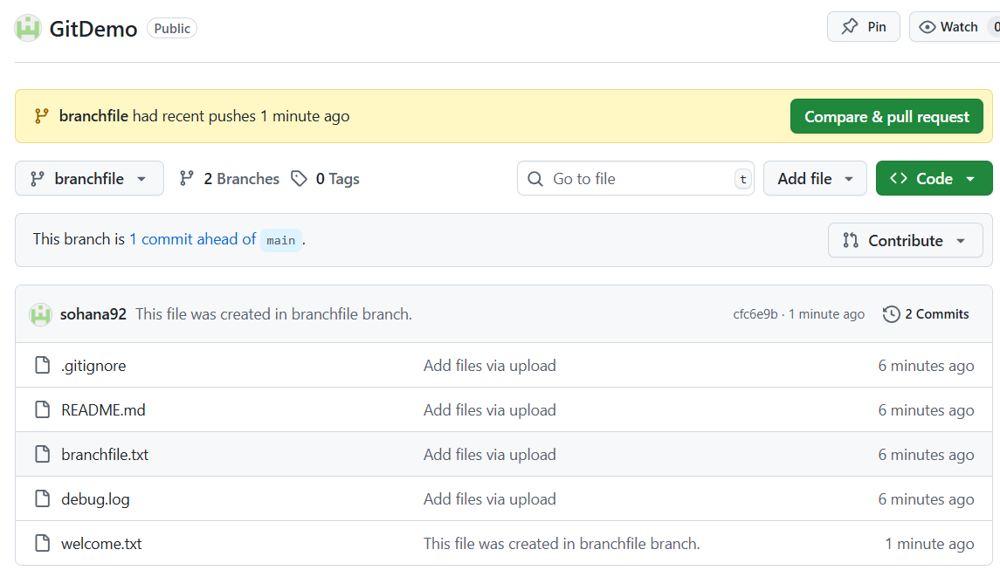 GitDemo Public Pin Watch 0
branchfile had recent pushes 1 minute ago Compare & pull request
branchfile 2 Branches 0 Tags Go to file t Add file Code
This branch is 1 commit ahead of main . Contribute
sohana92 This file was created in branchfile branch. cfc6e9b · 1 minute ago 2 Commits
.gitignore Add files via upload 6 minutes ago
README.md Add files via upload 6 minutes ago
branchfile.txt Add files via upload 6 minutes ago
debug.log Add files via upload 6 minutes ago
welcome.txt This file was created in branchfile branch. 1 minute ago